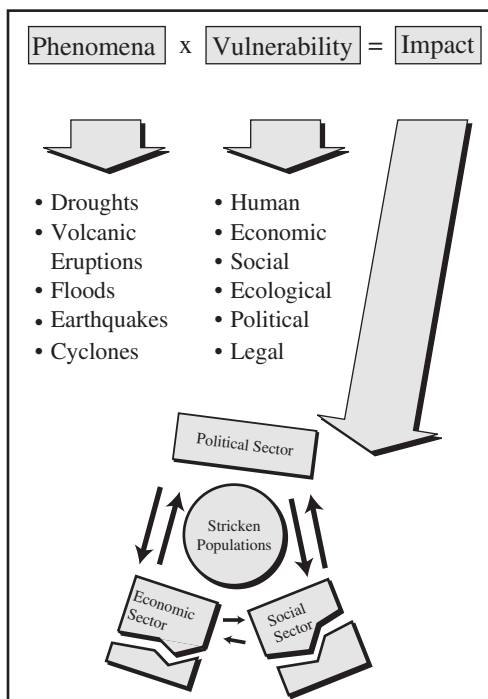 Phenomena x Vulnerability = Impact
• Droughts
• Volcanic
Eruptions
• Floods
• Earthquakes
• Cyclones
• Human
• Economic
• Social
• Ecological
• Political
• Legal
Political Sector
Stricken
Populations
Economic
Sector
Social
Sector